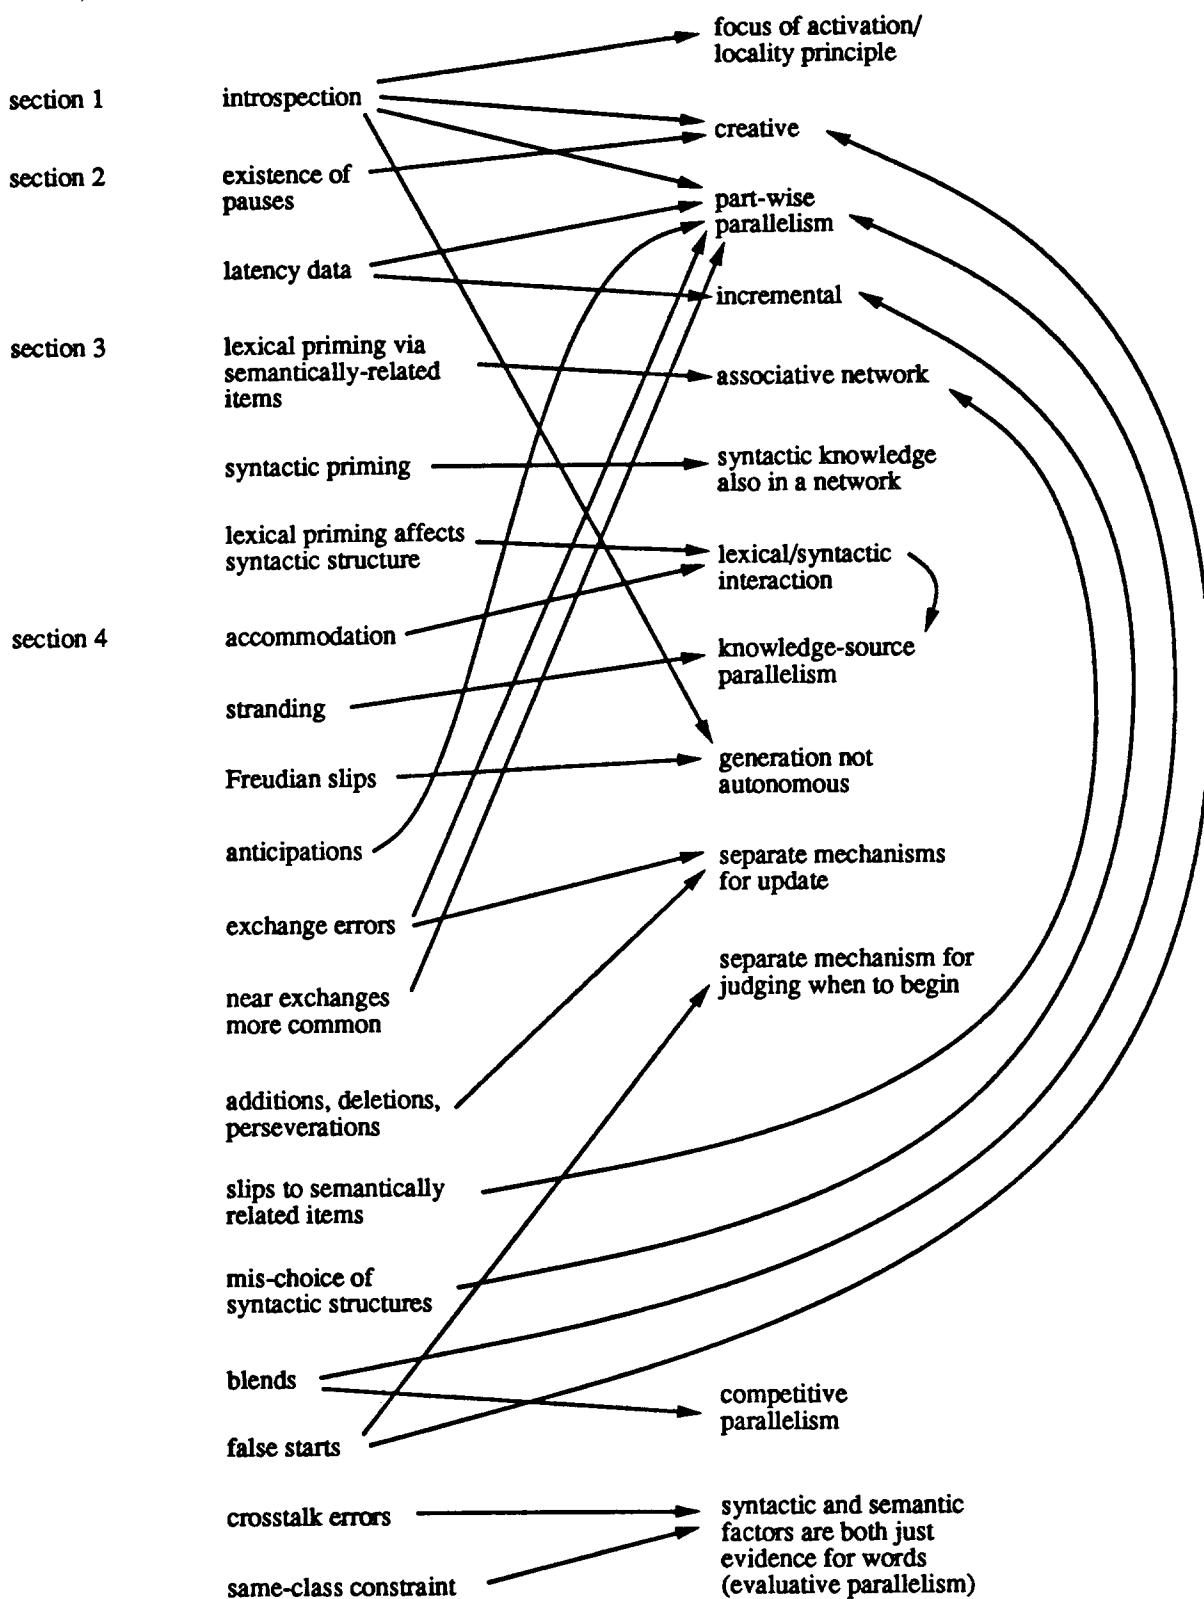 focus of activation/
locality principle
section 1
introspection
creative
section 2
existence of
pauses
part-wise
parallelism
latency data
incremental
section 3
lexical priming via
semantically-related
items
associative network
syntactic priming
syntactic knowledge
also in a network
lexical priming affects
syntactic structure
lexical/syntactic
interaction
section 4
accommodation
knowledge-source
parallelism
stranding
Freudian slips
generation not
autonomous
anticipations
separate mechanisms
for update
exchange errors
separate mechanism for
judging when to begin
near exchanges
more common
additions, deletions,
perseverations
slips to semantically
related items
mis-choice of
syntactic structures
blends
competitive
parallelism
false starts
crosstalk errors
syntactic and semantic
factors are both just
evidence for words
(evaluative parallelism)
same-class constraint